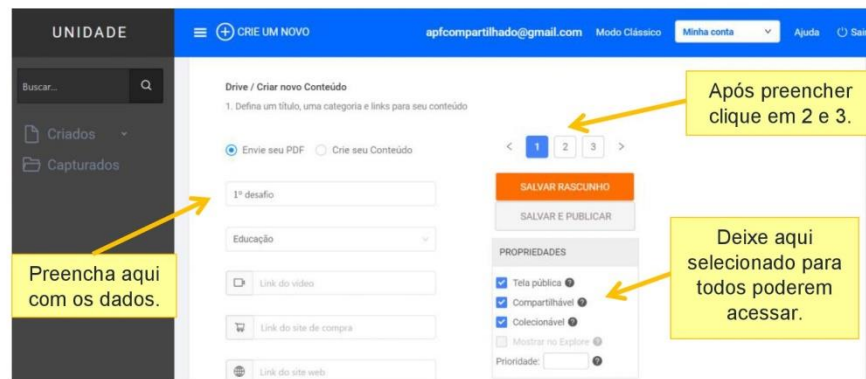 UNIDADE
CRIE UM NOVO
apfcompartilhado@gmail.com Modo Clássico Minha conta Ajuda Sair
Buscar...
Criados
Capturados
Drive / Criar novo Conteúdo
1. Defina um título, uma categoria e links para seu conteúdo
Envie seu PDF Crie seu Conteúdo
< 1 2 3 >
Após preencher
clique em 2 e 3.
1º desafio
SALVAR RASCUNHO
SALVAR E PUBLICAR
Educação
PROPRIEDADES
Preencha aqui
com os dados.
Link do vídeo
Tela pública
Compartilhável
Colecionável
Mostrar no Explore
Prioridade:
Deixe aqui
selecionado para
todos poderem
acessar.
Link do site de compra
Link do site web